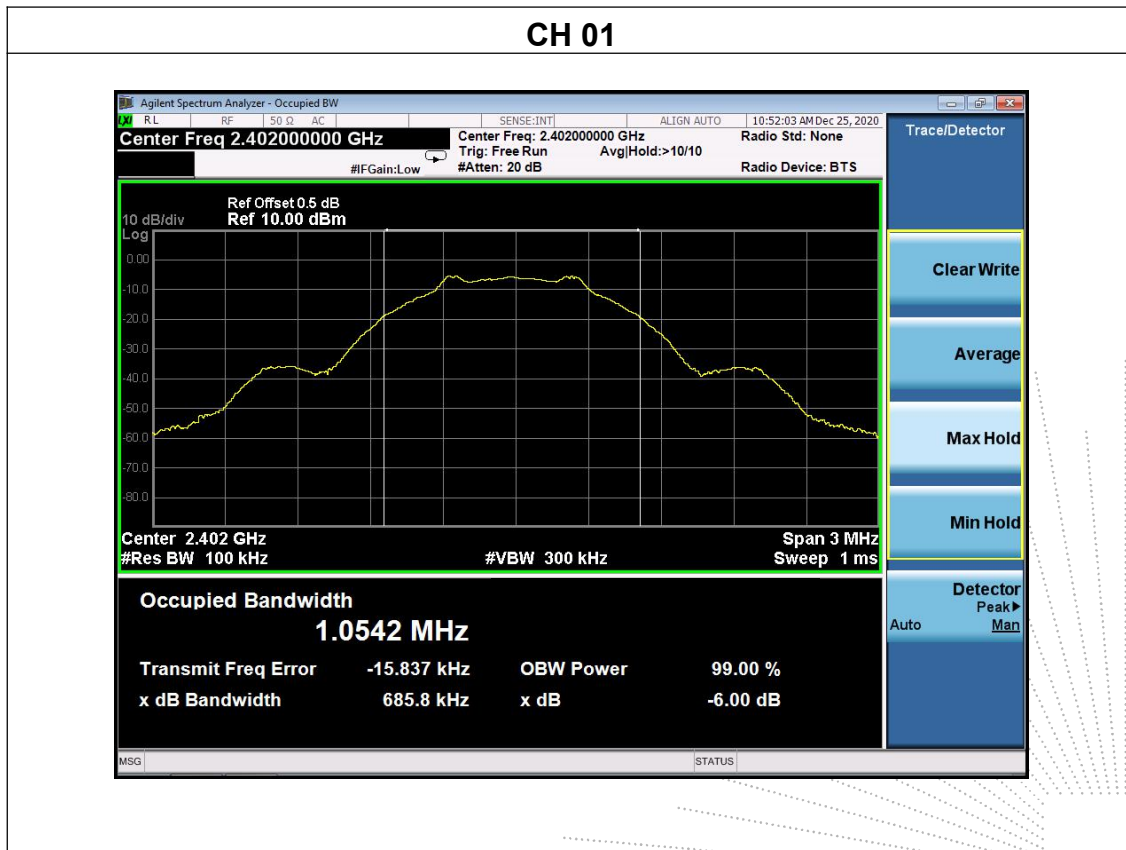 CH 01
Agilent Spectrum Analyzer - Occupied BW
LXI RL RF 50 Ω AC SENSE:INT ALIGN AUTO 10:52:03 AM Dec 25, 2020
Center Freq 2.402000000 GHz
#IFGain:Low
Center Freq: 2.402000000 GHz
Trig: Free Run Avg|Hold:>10/10
#Atten: 20 dB
Radio Std: None
Radio Device: BTS
Trace/Detector
Ref Offset 0.5 dB
10 dB/div Ref 10.00 dBm
Log
0.00
-10.0
-20.0
-30.0
-40.0
-50.0
-60.0
-70.0
-80.0
Center 2.402 GHz Span 3 MHz
#Res BW 100 kHz #VBW 300 kHz Sweep 1 ms
Clear Write
Average
Max Hold
Min Hold
Detector
Peak▶
Auto Man
Occupied Bandwidth
1.0542 MHz
Transmit Freq Error -15.837 kHz OBW Power 99.00 %
x dB Bandwidth 685.8 kHz x dB -6.00 dB
MSG STATUS